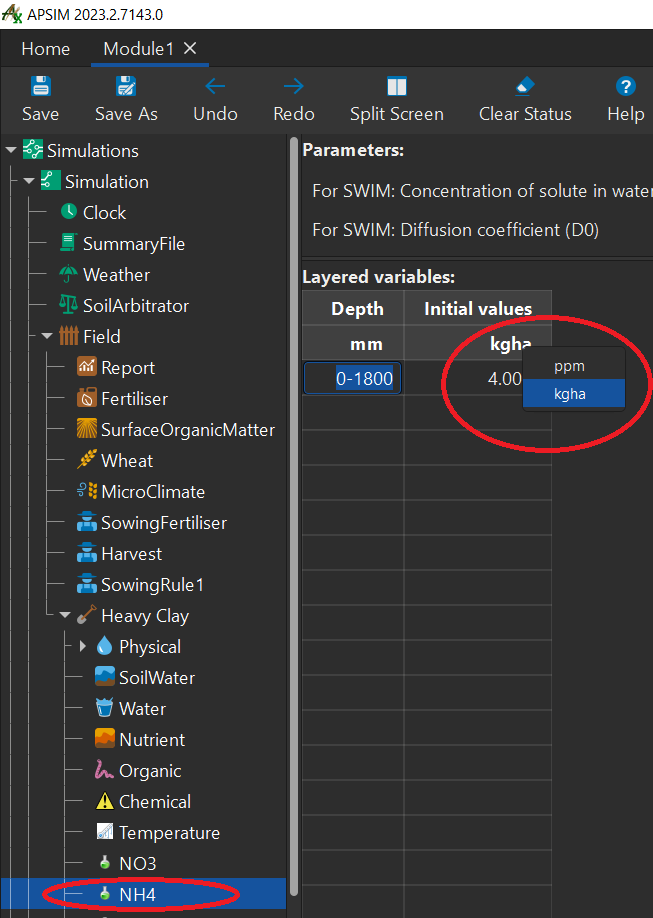 APSIM 2023.2.7143.0
Home Module1
Save Save As Undo Redo Split Screen Clear Status Help
Simulations
Simulation
Clock
SummaryFile
Weather
SoilArbitrator
Field
Report
Fertiliser
SurfaceOrganicMatter
Wheat
MicroClimate
SowingFertiliser
Harvest
SowingRule1
Heavy Clay
Physical
SoilWater
Water
Nutrient
Organic
Chemical
Temperature
NO3
NH4
Parameters:
For SWIM: Concentration of solute in water
For SWIM: Diffusion coefficient (D0)
Layered variables:
Depth Initial values
mm kgha
0-1800 4.00
ppm
kgha